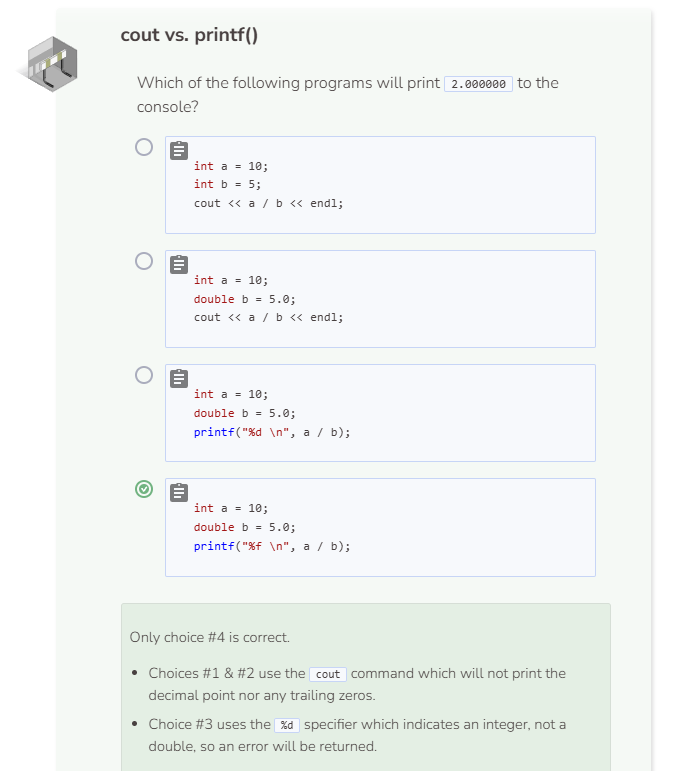 cout vs. printf()
Which of the following programs will print 2.000000 to the
console?
int a = 10;
int b = 5;
cout << a / b << endl;
int a = 10;
double b = 5.0;
cout << a / b << endl;
int a = 10;
double b = 5.0;
printf("%d \n", a / b);
int a = 10;
double b = 5.0;
printf("%f \n", a / b);
Only choice #4 is correct.
• Choices #1 & #2 use the cout command which will not print the
decimal point nor any trailing zeros.
• Choice #3 uses the %d specifier which indicates an integer, not a
double, so an error will be returned.